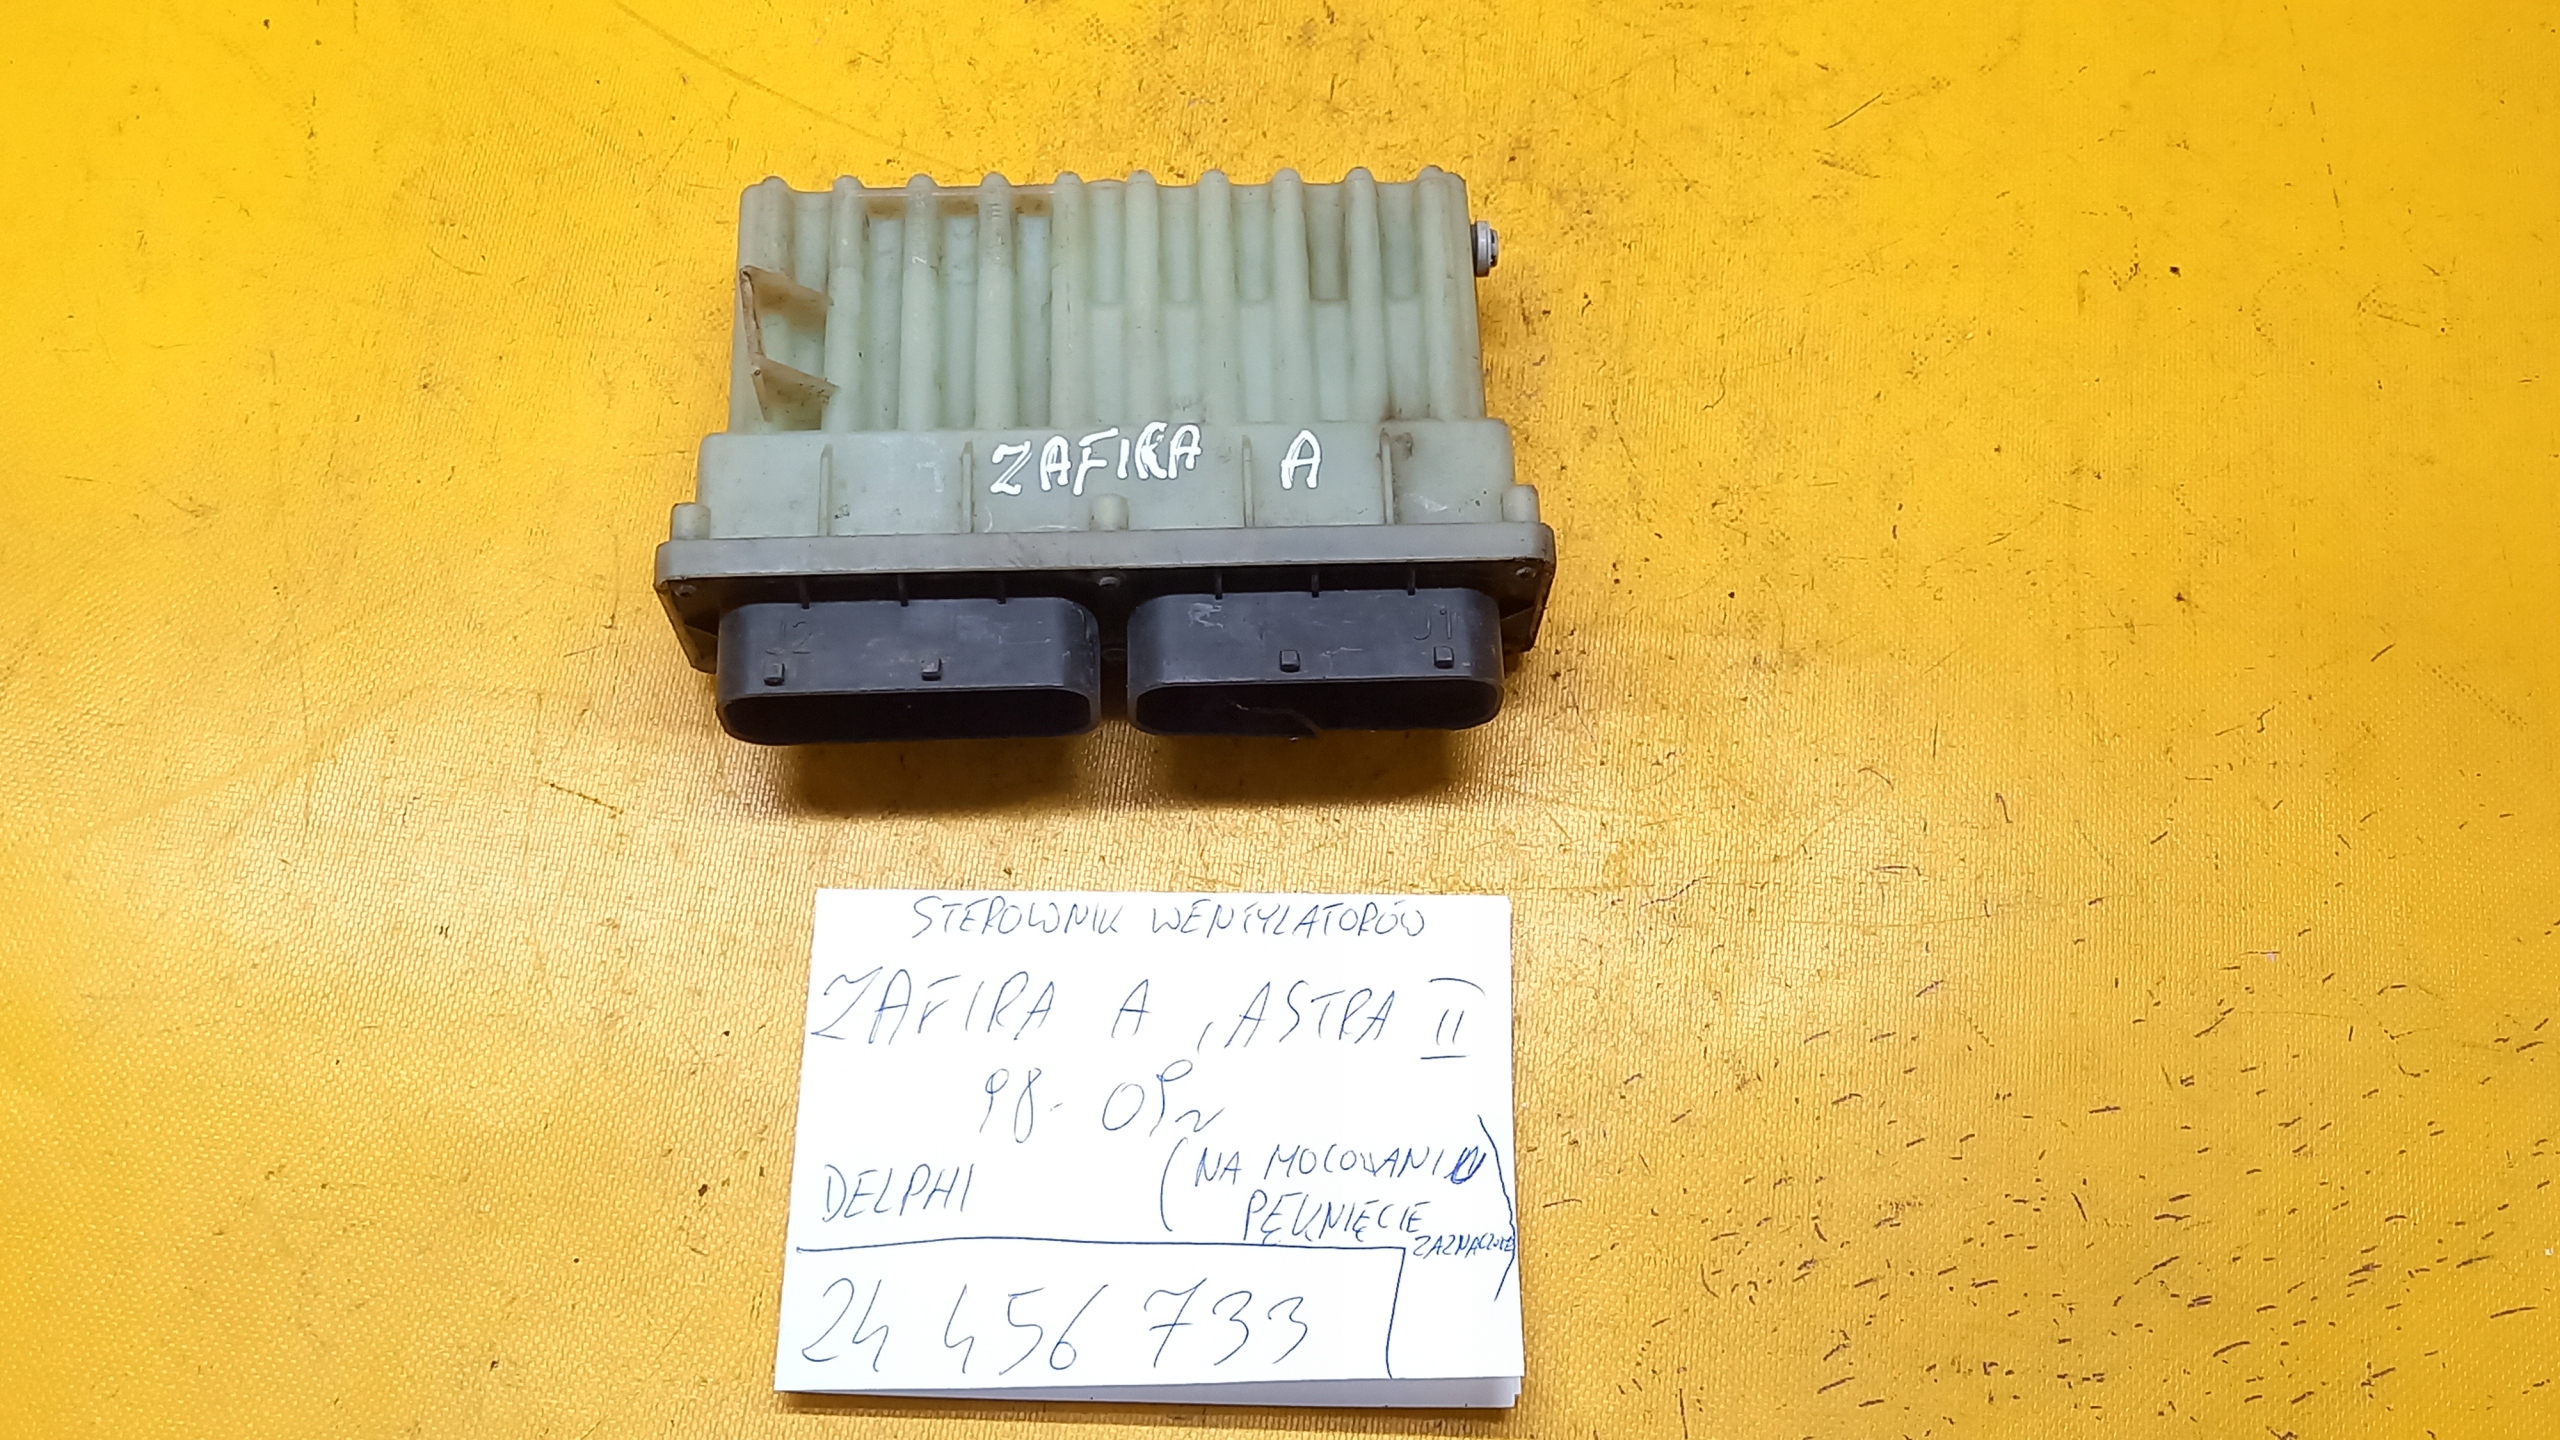 ZAFIRA A
J2
J1
STEROWNIK WENTYLATORÓW
ZAFIRA A, ASTRA II
98-09r
DELPHI
(NA MOCOWANIU
PĘKNIĘCIE
ZAZNACZONE)
24 456 733